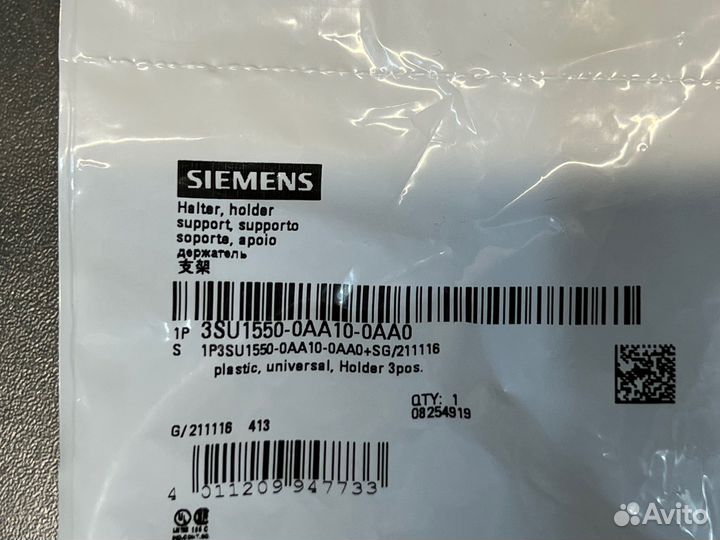 SIEMENS
Halter, holder
support, supporto
soporte, apoio
держатель
支架
1P 3SU1550-0AA10-0AA0
S 1P3SU1550-0AA10-0AA0+SG/211116
plastic, universal, Holder 3pos.
QTY: 1
08254919
G/211116 413
4 011209 947733
Avito